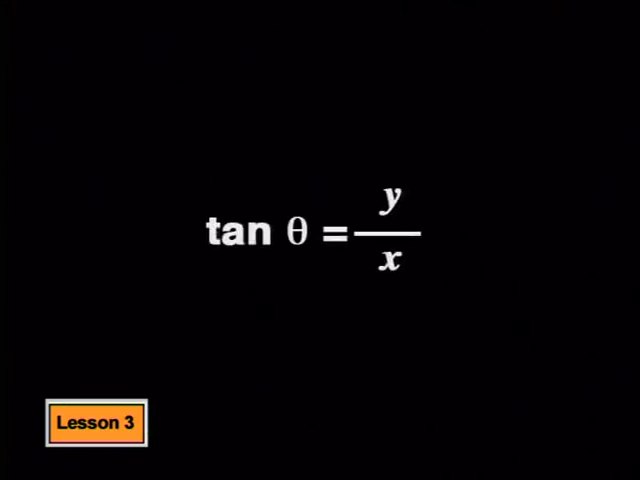 tan θ = y/x
Lesson 3